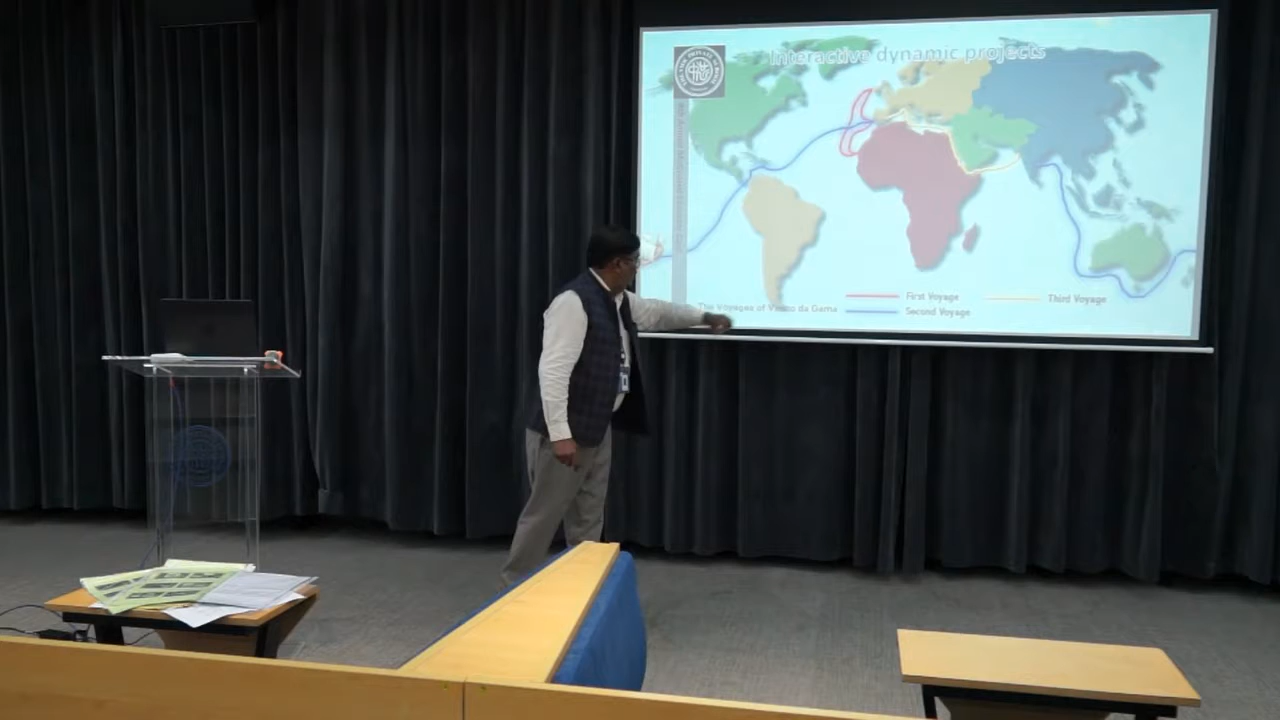 Interactive dynamic projects
The Voyages of Vasco da Gama
First Voyage
Third Voyage
Second Voyage